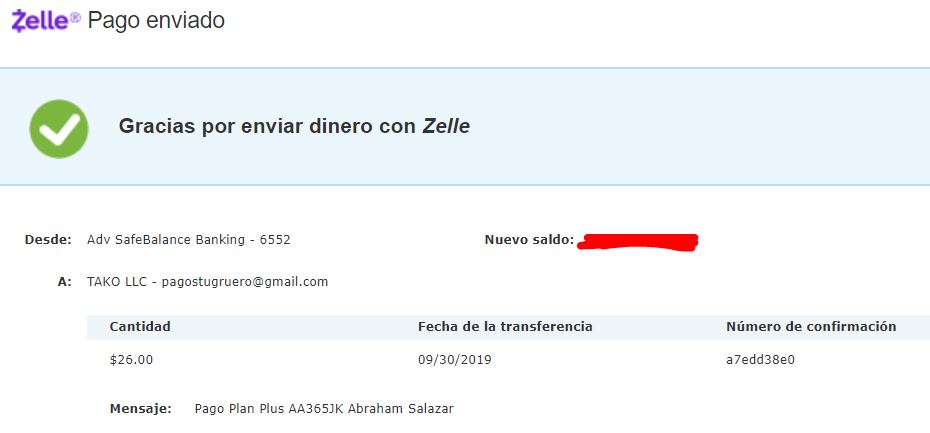 Zelle® Pago enviado
Gracias por enviar dinero con Zelle
Desde: Adv SafeBalance Banking - 6552 Nuevo saldo:
A: TAKO LLC - pagostugruero@gmail.com
Cantidad Fecha de la transferencia Número de confirmación
$26.00 09/30/2019 a7edd38e0
Mensaje: Pago Plan Plus AA365JK Abraham Salazar